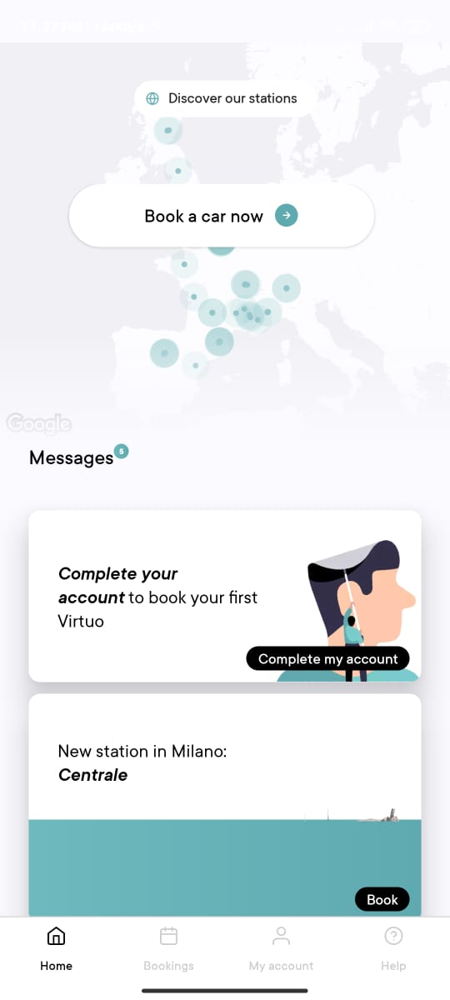 Discover our stations
Book a car now
Google
Messages 5
Complete your
account to book your first
Virtuo
Complete my account
New station in Milano:
Centrale
Book
Home
Bookings
My account
Help